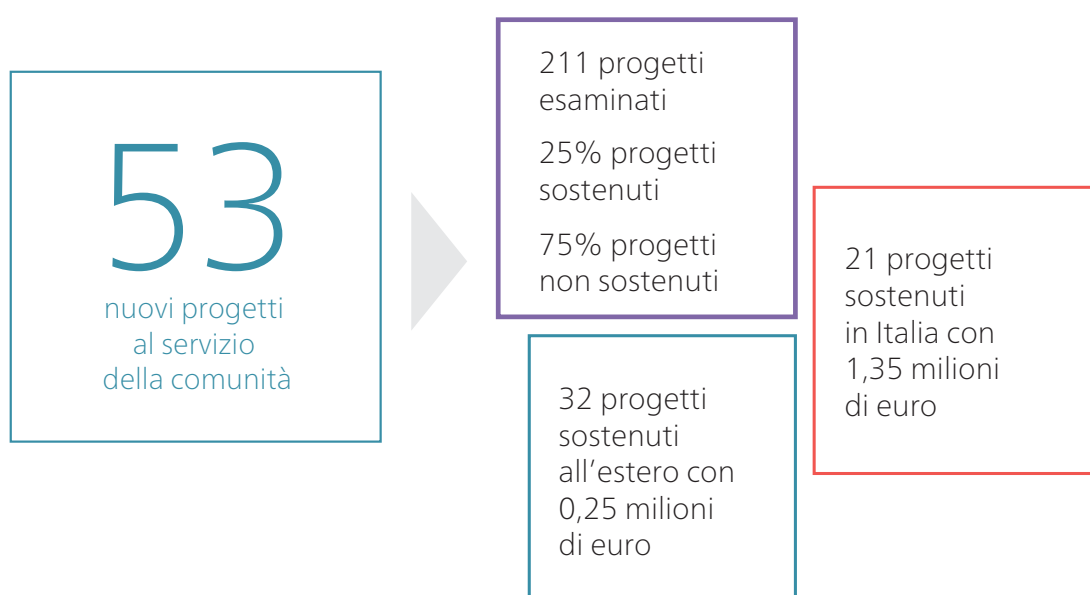 53
nuovi progetti
al servizio
della comunità
211 progetti
esaminati
25% progetti
sostenuti
75% progetti
non sostenuti
21 progetti
sostenuti
in Italia con
1,35 milioni
di euro
32 progetti
sostenuti
all’estero con
0,25 milioni
di euro